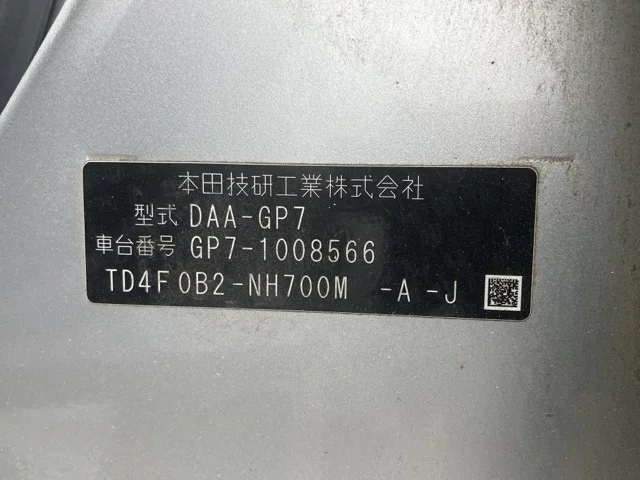 本田技研工業株式会社
型式 DAA-GP7
車台番号 GP7-1008566
TD4F0B2-NH700M -A -J